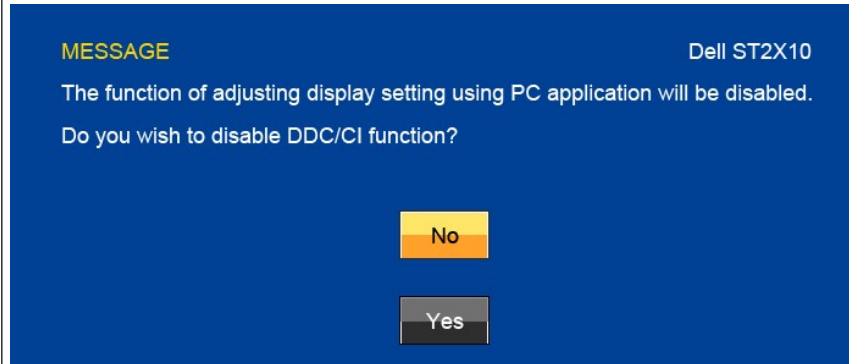 MESSAGE Dell ST2X10
The function of adjusting display setting using PC application will be disabled.
Do you wish to disable DDC/CI function?
No
Yes